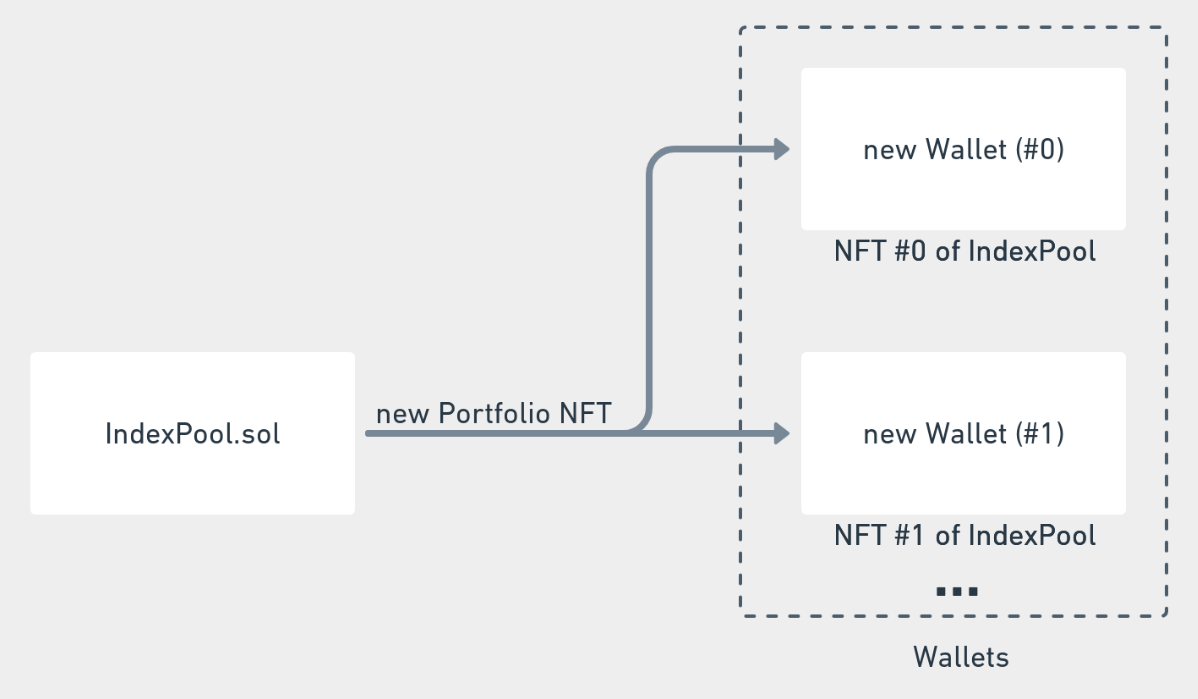 new Wallet (#0)
NFT #0 of IndexPool
new Portfolio NFT
IndexPool.sol
new Wallet (#1)
NFT #1 of IndexPool
...
Wallets